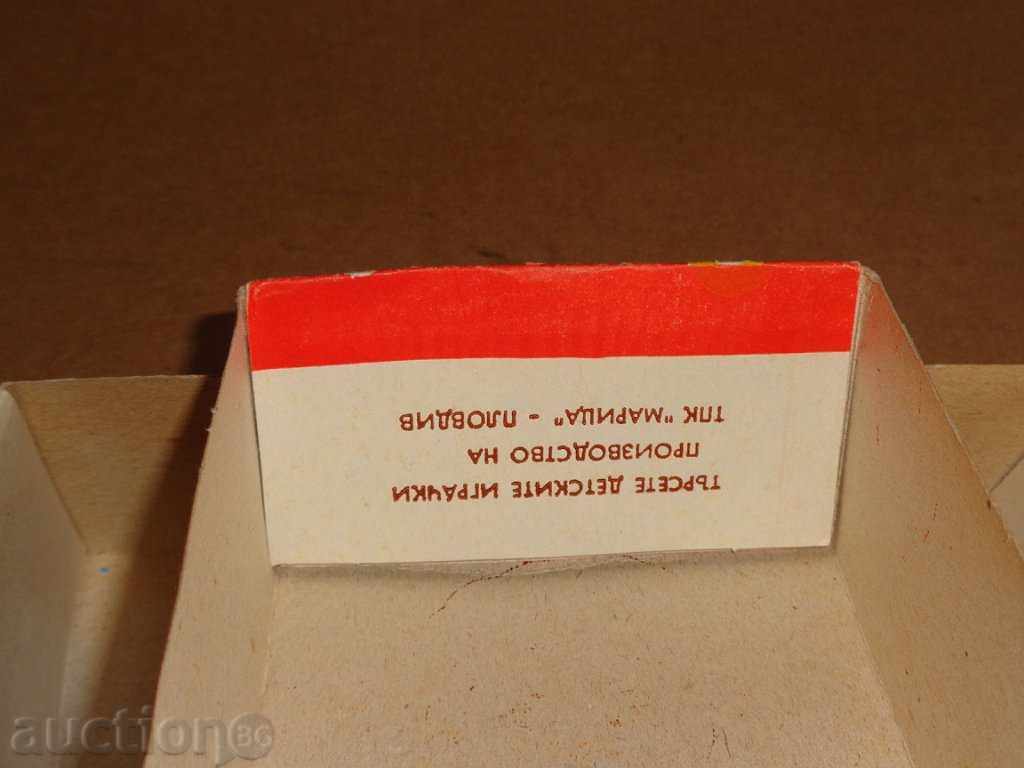 ТЪРСЕТЕ ДЕТСКИТЕ ИГРАЧКИ
ПРОИЗВОДСТВО НА
ТПК "МАРИЦА" - ПЛОВДИВ
auction BG